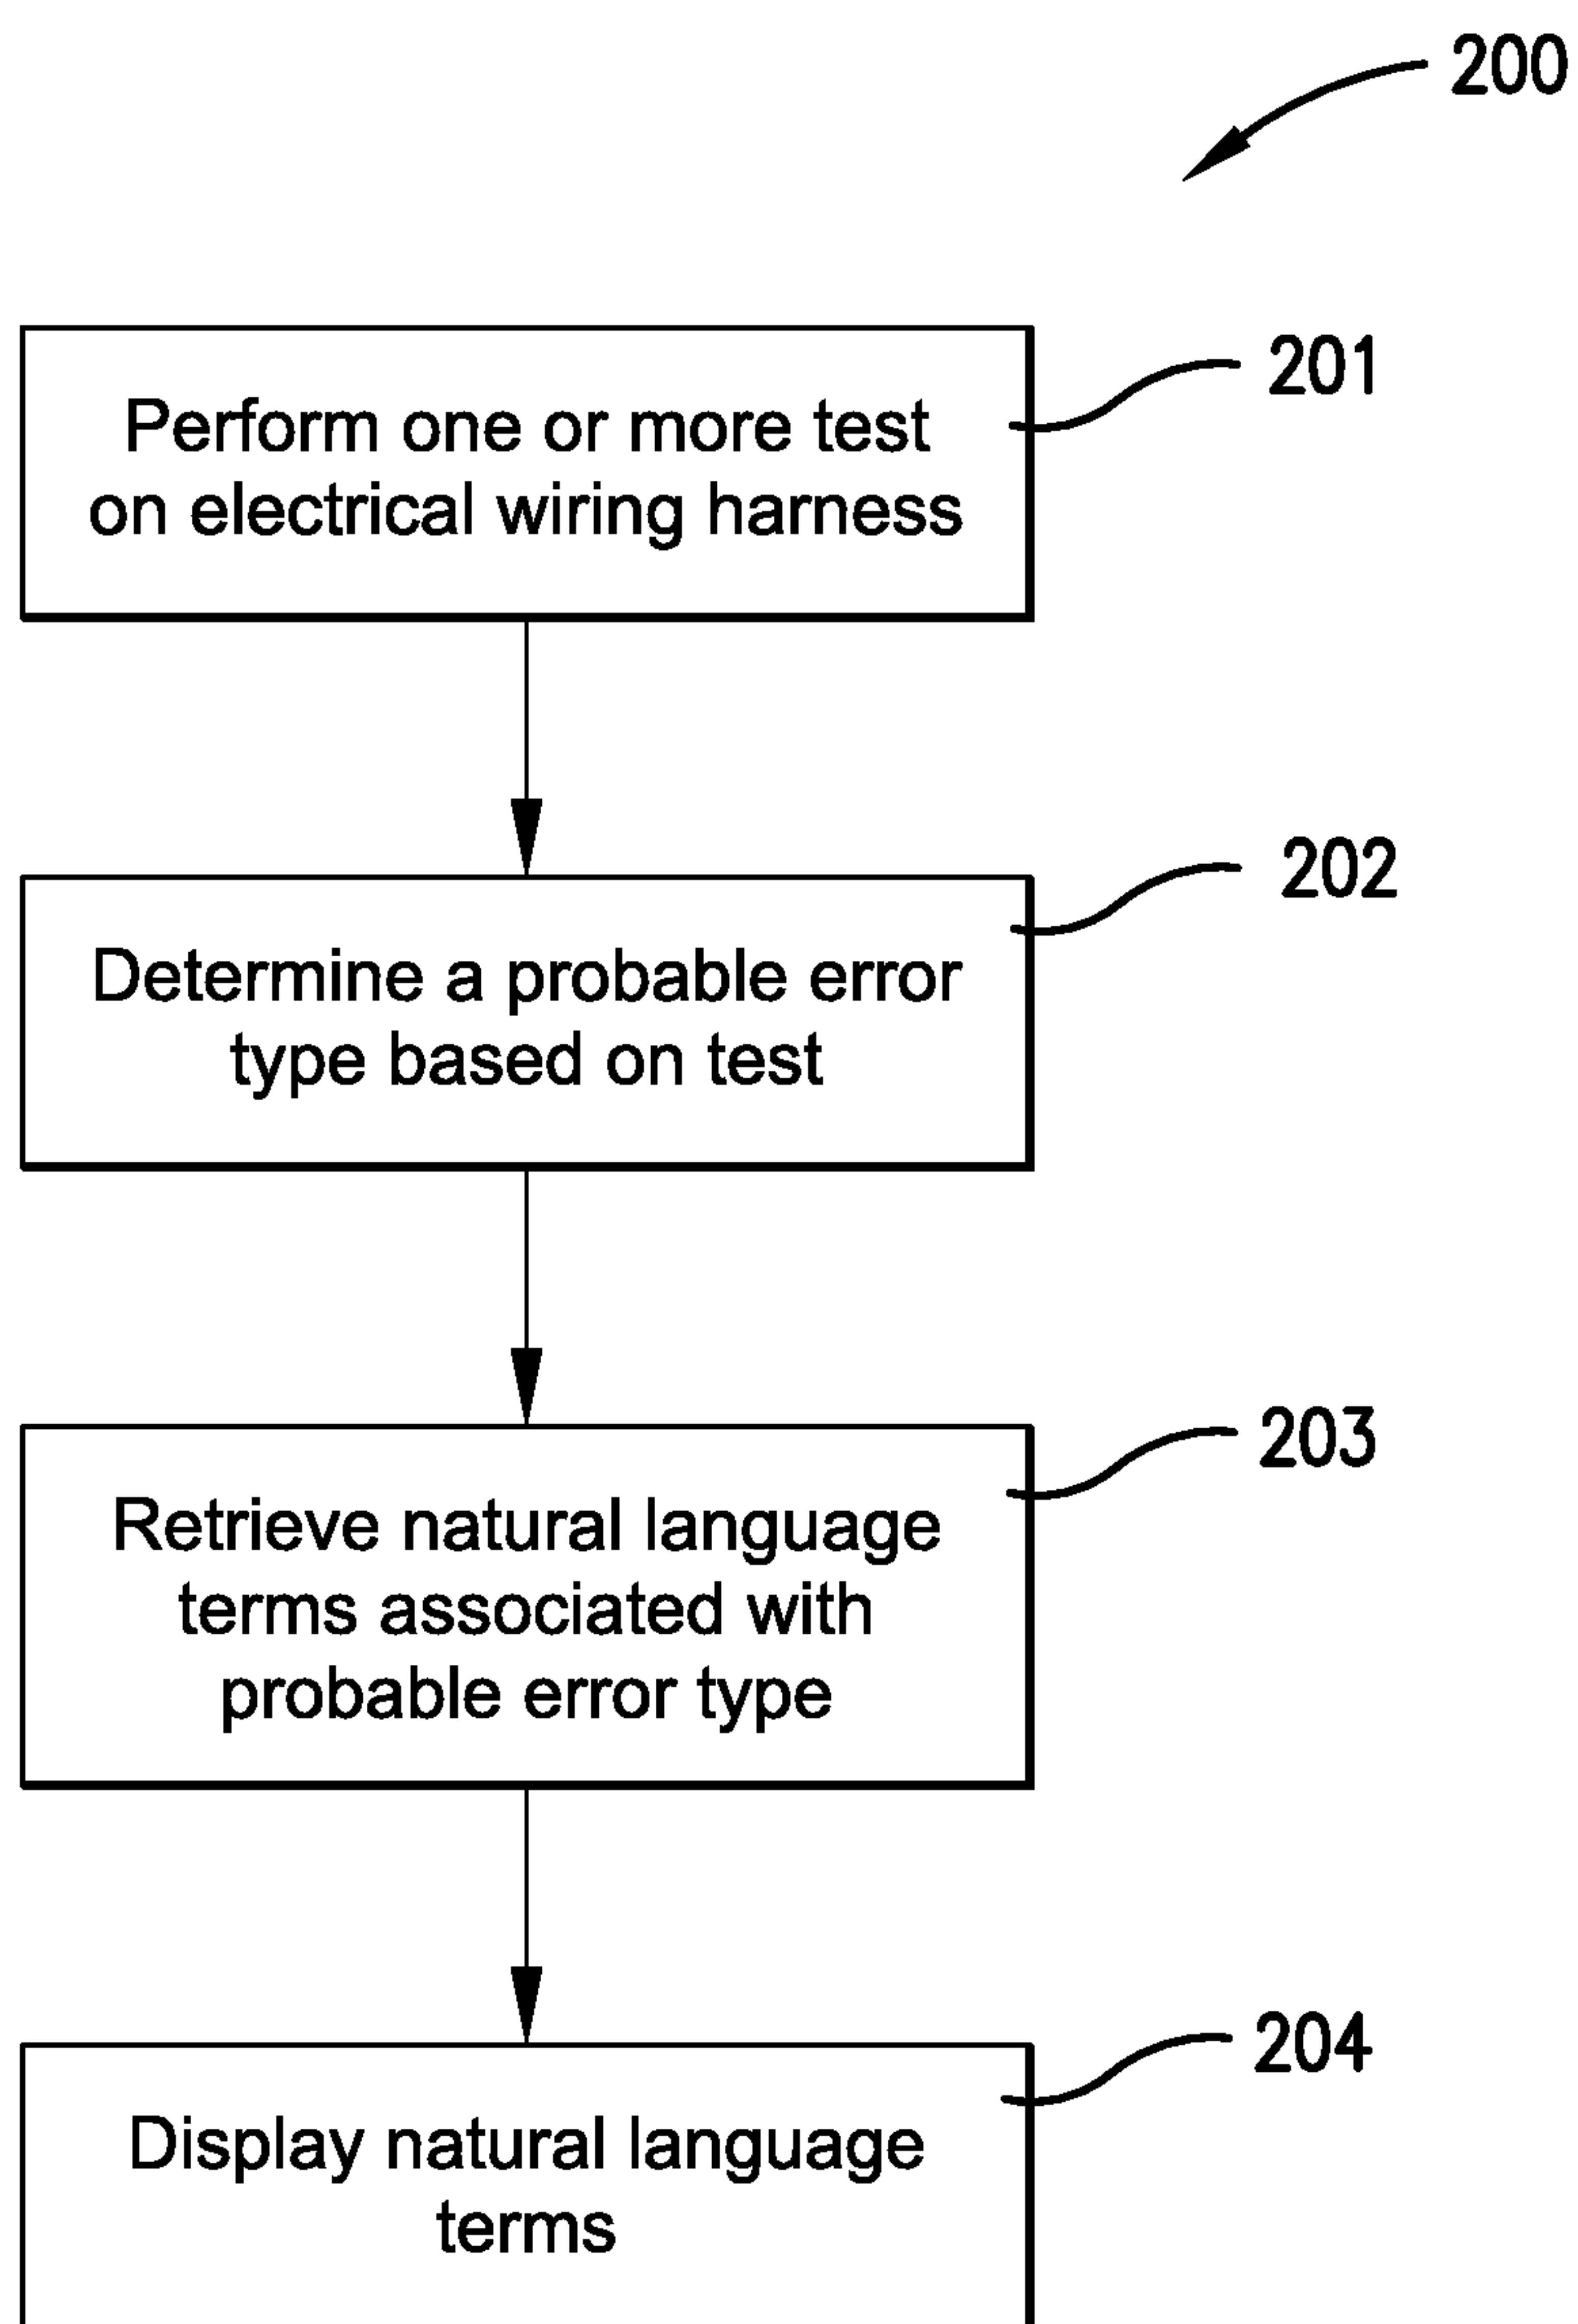 200
201
Perform one or more test
on electrical wiring harness
202
Determine a probable error
type based on test
203
Retrieve natural language
terms associated with
probable error type
204
Display natural language
terms